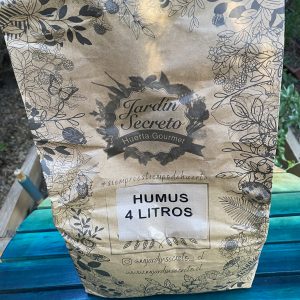 Jardín
Secreto
Huerta Gourmet
HUMUS
4 LITROS